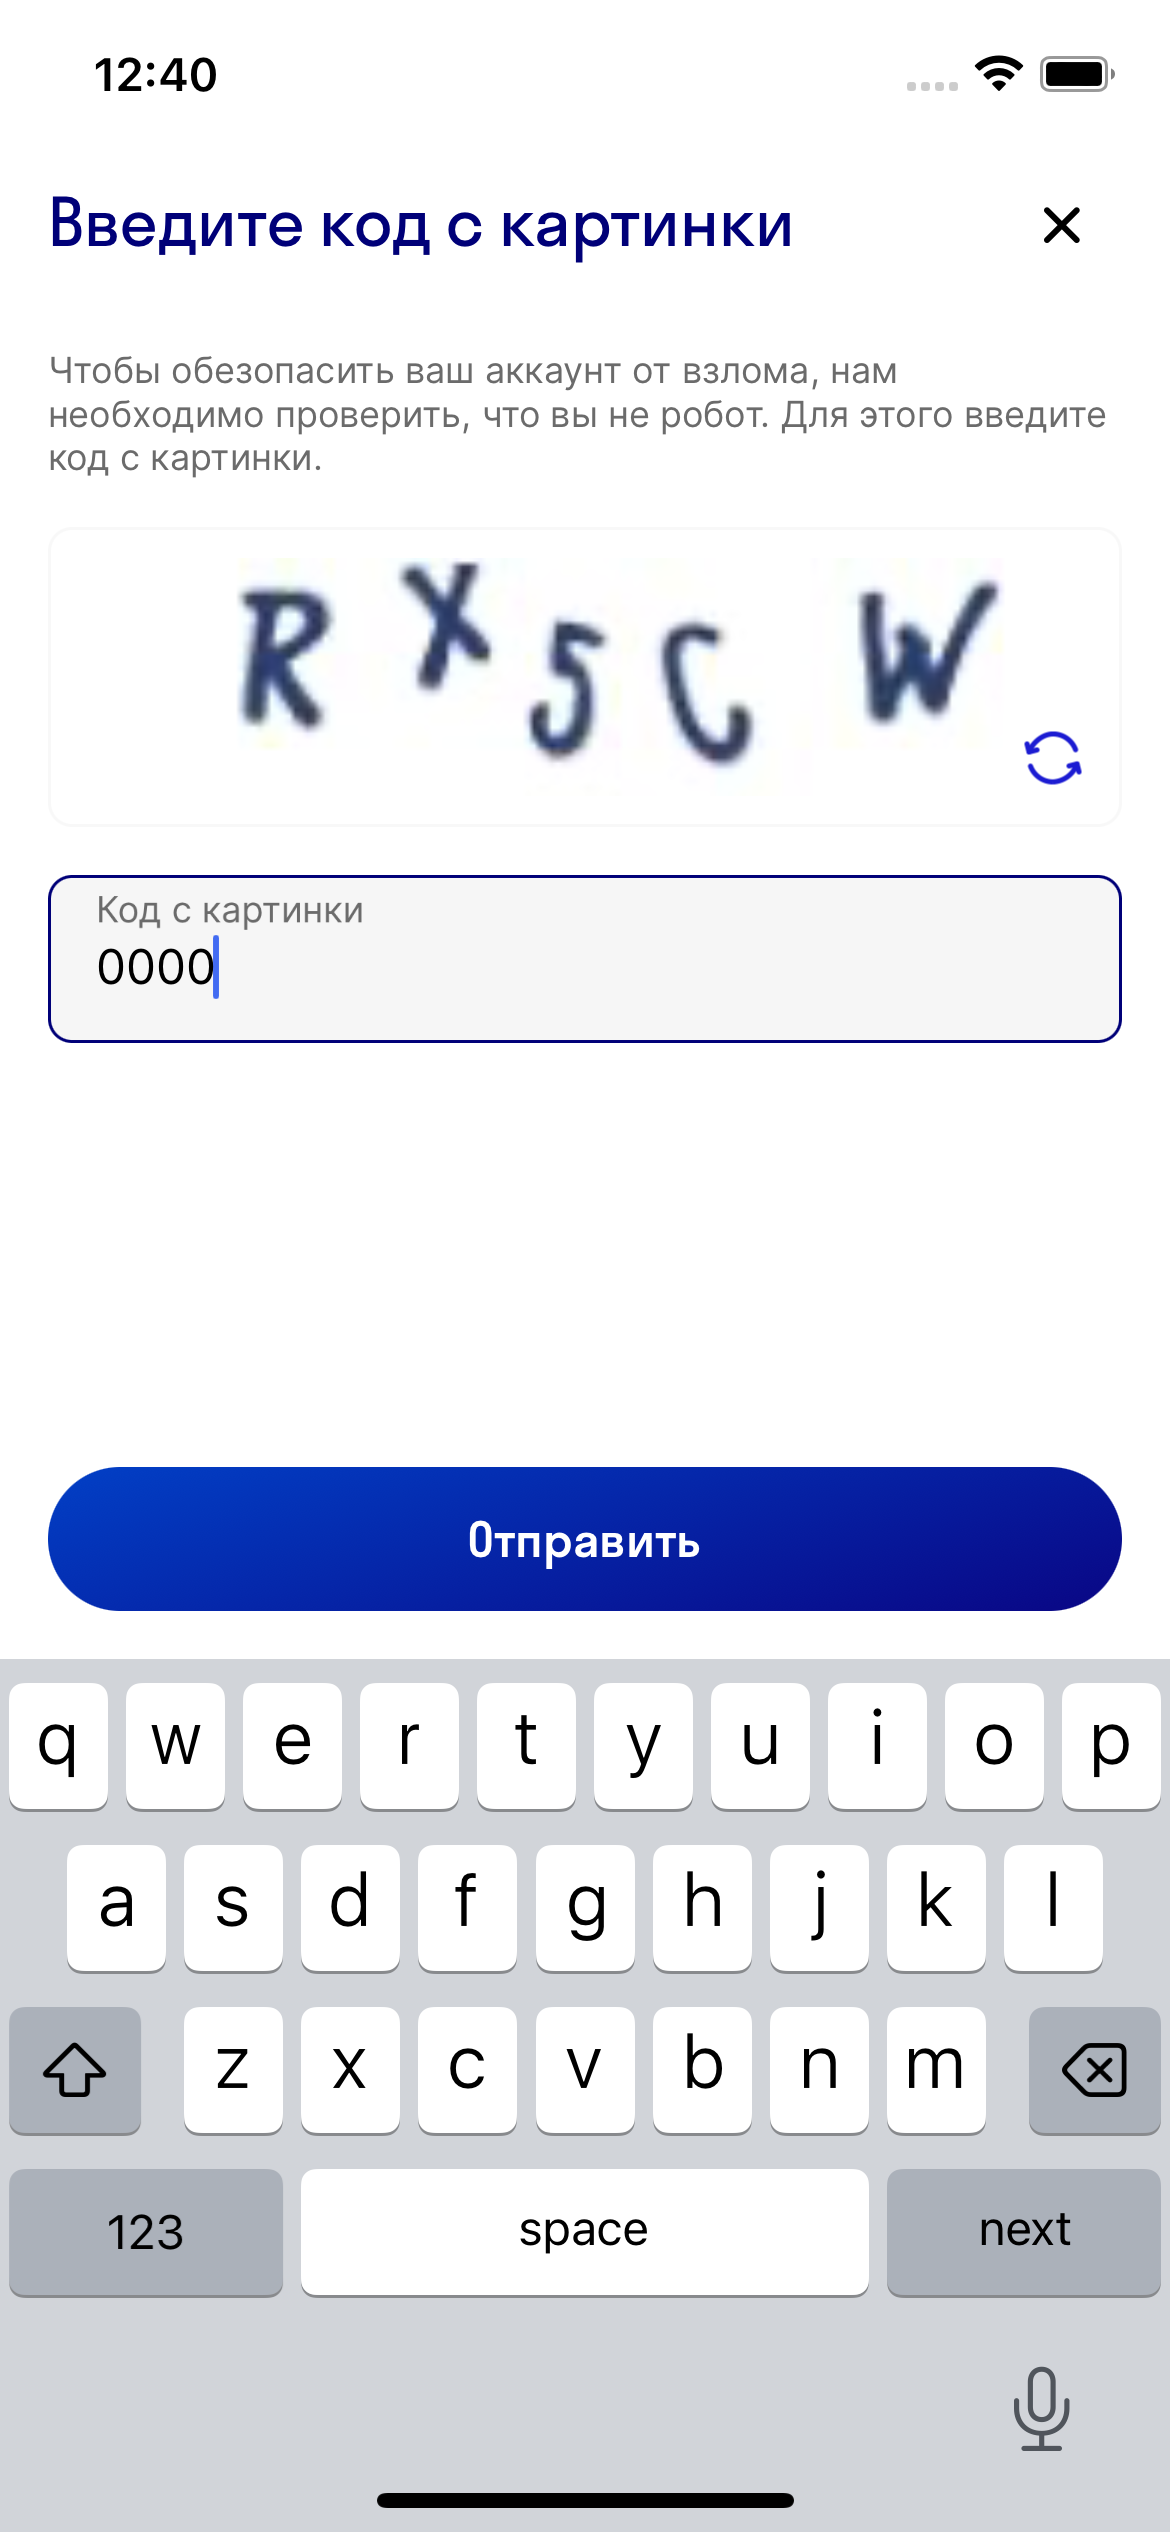 12:40
Введите код с картинки
Чтобы обезопасить ваш аккаунт от взлома, нам
необходимо проверить, что вы не робот. Для этого введите
код с картинки.
R X 5 C W
Код с картинки
0000
Отправить
q w e r t y u i o p
a s d f g h j k l
z x c v b n m
123 space next